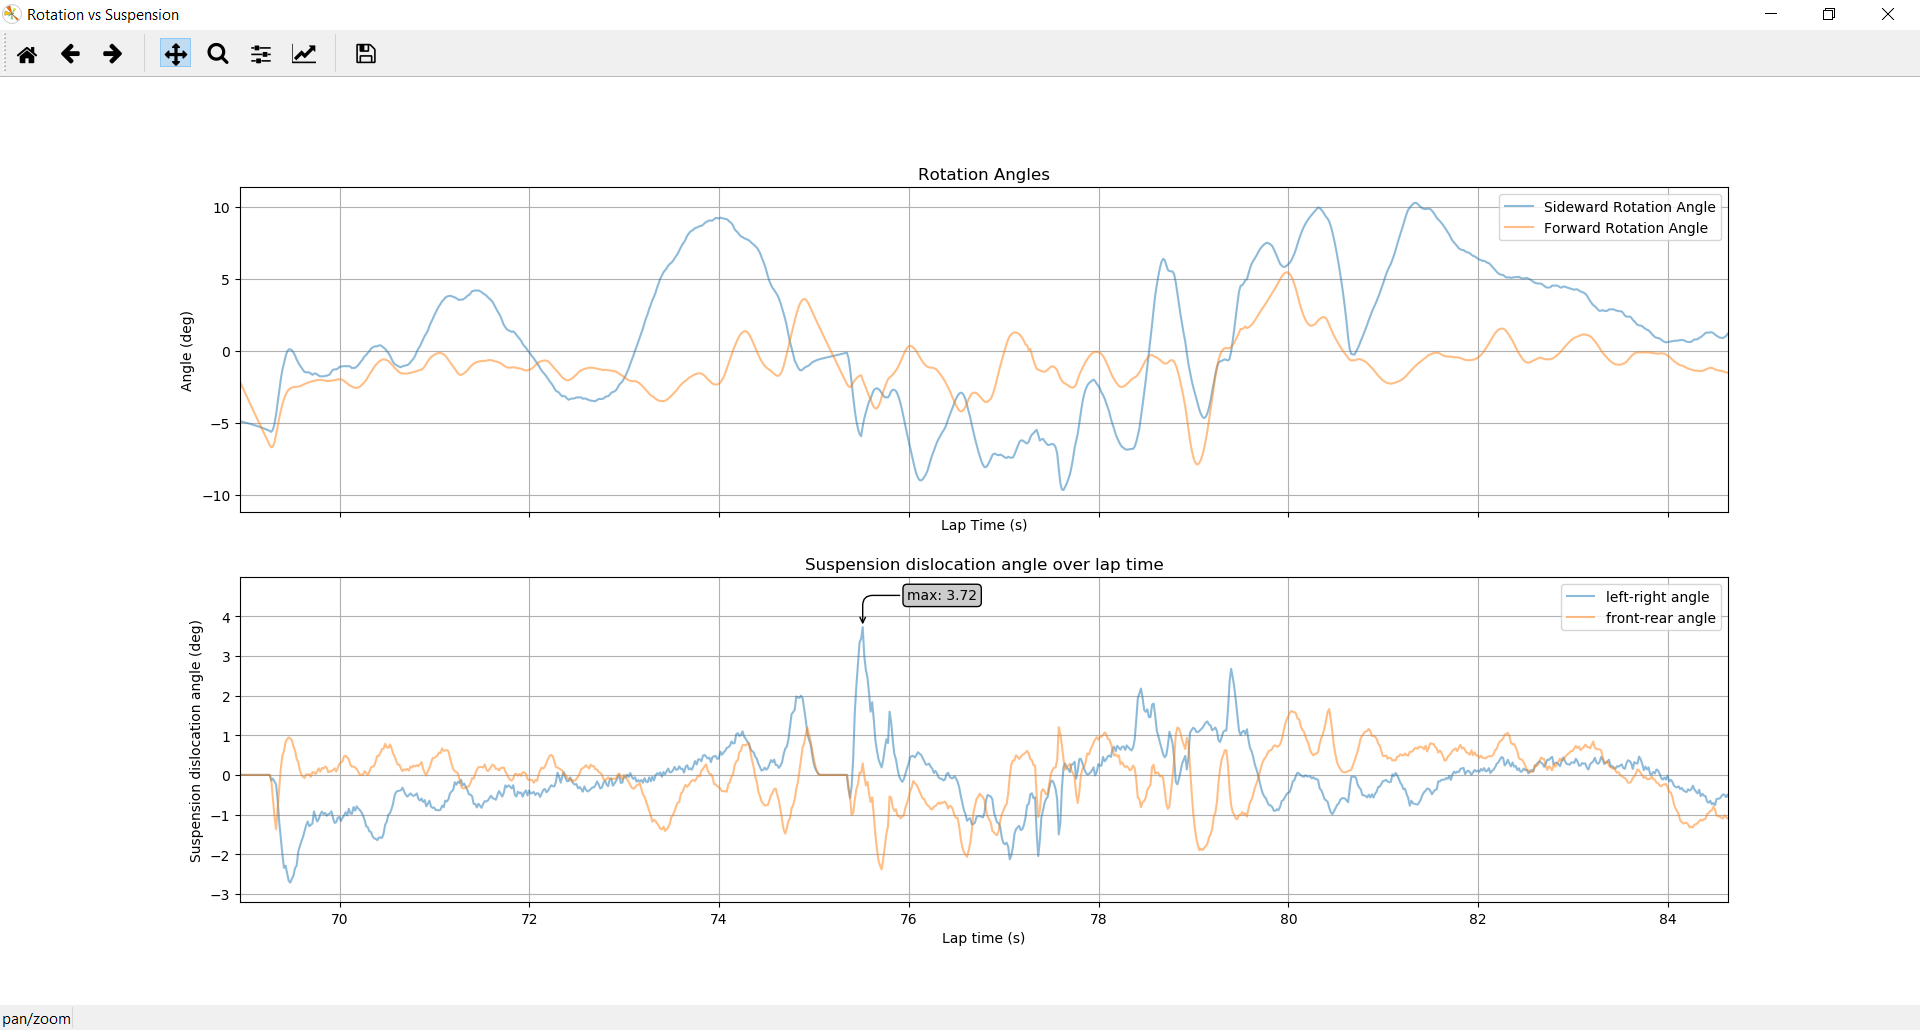 Rotation vs Suspension
Rotation Angles
10
5
0
−5
−10
Angle (deg)
Sideward Rotation Angle
Forward Rotation Angle
Lap Time (s)
Suspension dislocation angle over lap time
max: 3.72
4
3
2
1
0
−1
−2
−3
Suspension dislocation angle (deg)
left-right angle
front-rear angle
70 72 74 76 78 80 82 84
Lap time (s)
pan/zoom